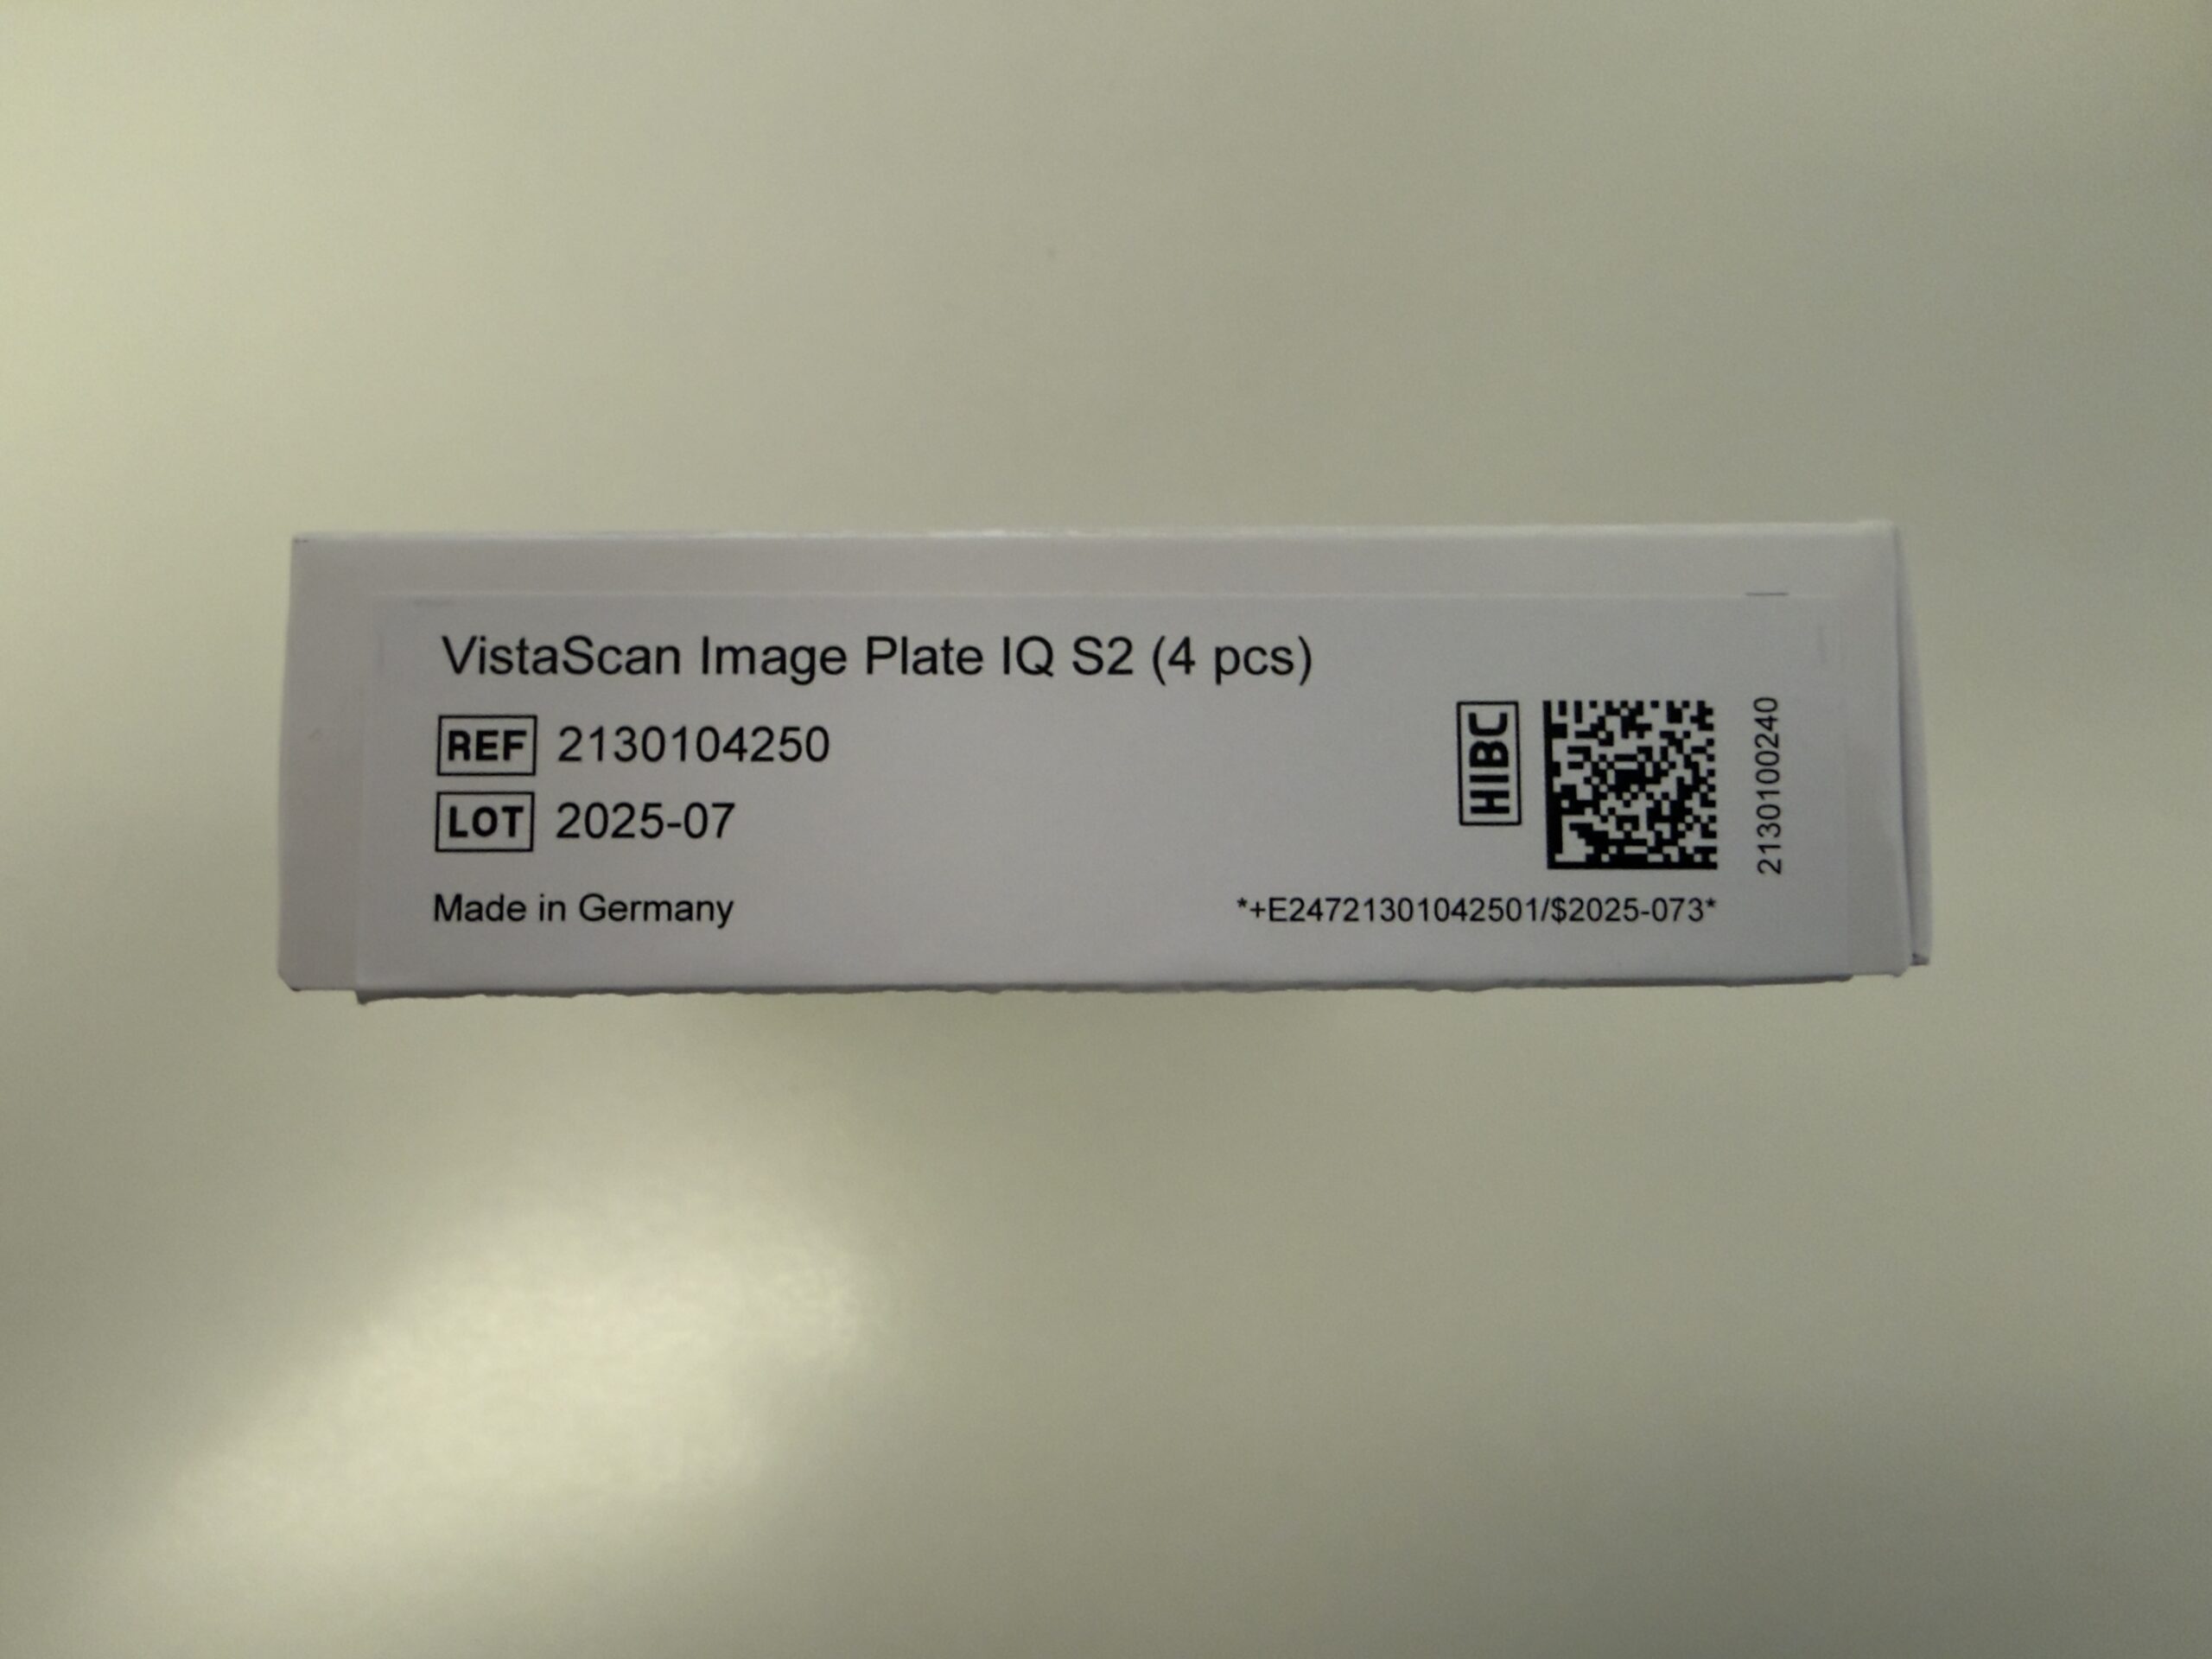 VistaScan Image Plate IQ S2 (4 pcs)
REF 2130104250
LOT 2025-07
Made in Germany
HIBC
2130100240
*+E24721301042501/$2025-073*